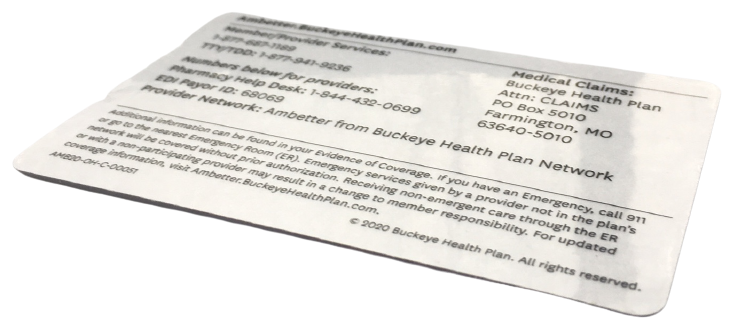 Ambetter.BuckeyeHealthPlan.com
Member/Provider Services:
1-877-687-1189
TTY/TDD: 1-877-941-9236
Numbers below for providers:
Pharmacy Help Desk: 1-844-432-0699
EDI Payor ID: 68069
Provider Network: Ambetter from Buckeye Health Plan Network
Medical Claims:
Buckeye Health Plan
Attn: CLAIMS
PO Box 5010
Farmington, MO
63640-5010
Additional information can be found in your Evidence of Coverage. If you have an Emergency, call 911
or go to the nearest Emergency Room (ER). Emergency services given by a provider not in the plan's
network will be covered without prior authorization. Receiving non-emergent care through the ER
or with a non-participating provider may result in a change to member responsibility. For updated
coverage information, visit Ambetter.BuckeyeHealthPlan.com.
AMB20-OH-C-00051
© 2020 Buckeye Health Plan. All rights reserved.